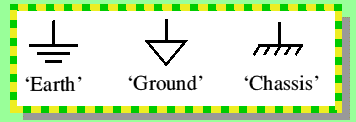 ‘Earth’ ‘Ground’ ‘Chassis’